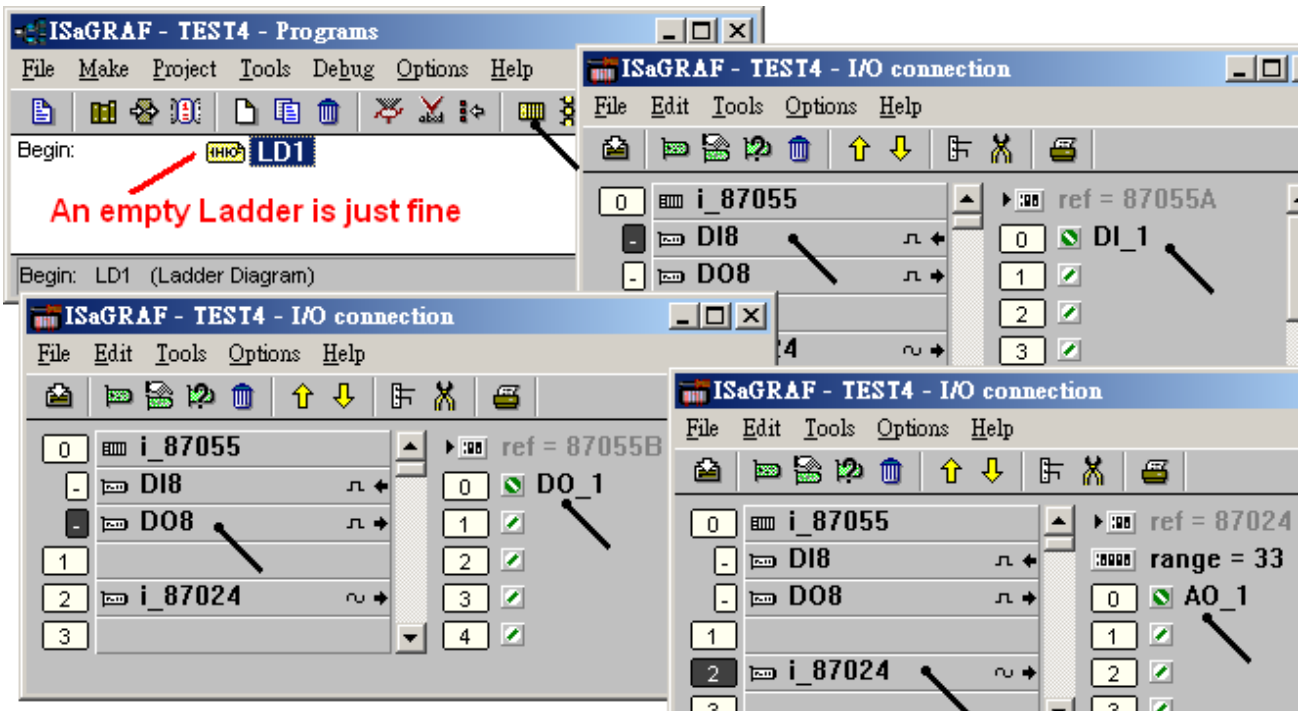 ISaGRAF - TEST4 - Programs
File Make Project Tools Debug Options Help
Begin: LD1
An empty Ladder is just fine
Begin: LD1 (Ladder Diagram)
ISaGRAF - TEST4 - I/O connection
File Edit Tools Options Help
0 i_87055
- DI8
- DO8
24
ref = 87055A
0 DI_1
1
2
3
ISaGRAF - TEST4 - I/O connection
File Edit Tools Options Help
0 i_87055
- DI8
- DO8
1
2 i_87024
3
ref = 87055B
0 DO_1
1
2
3
4
ISaGRAF - TEST4 - I/O connection
File Edit Tools Options Help
0 i_87055
- DI8
- DO8
1
2 i_87024
3
ref = 87024
range = 33
0 AO_1
1
2
3